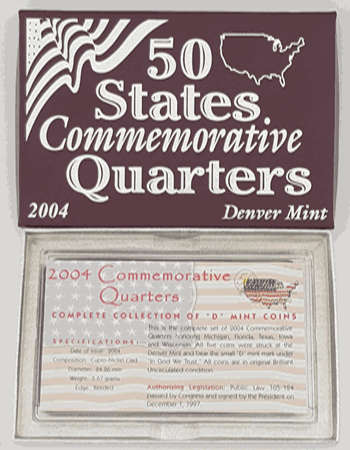 50
States
Commemorative
Quarters
2004 Denver Mint
2004 Commemorative
Quarters
COMPLETE COLLECTION OF "D" MINT COINS
SPECIFICATIONS:
Date of Issue: 2004
Composition: Cupro-Nickel Clad
Diameter: 24.26 mm
Weight: 5.67 grams
Edge: Reeded
This is the complete set of 2004 Commemorative
Quarters honoring Michigan, Florida, Texas, Iowa
and Wisconsin. All five coins were struck at the
Denver Mint and bear the small "D" mint mark under
In God We Trust. All coins are in original Brilliant
Uncirculated condition.
Authorizing Legislation: Public Law 105-124
passed by Congress and signed by the President on
December 1, 1997.